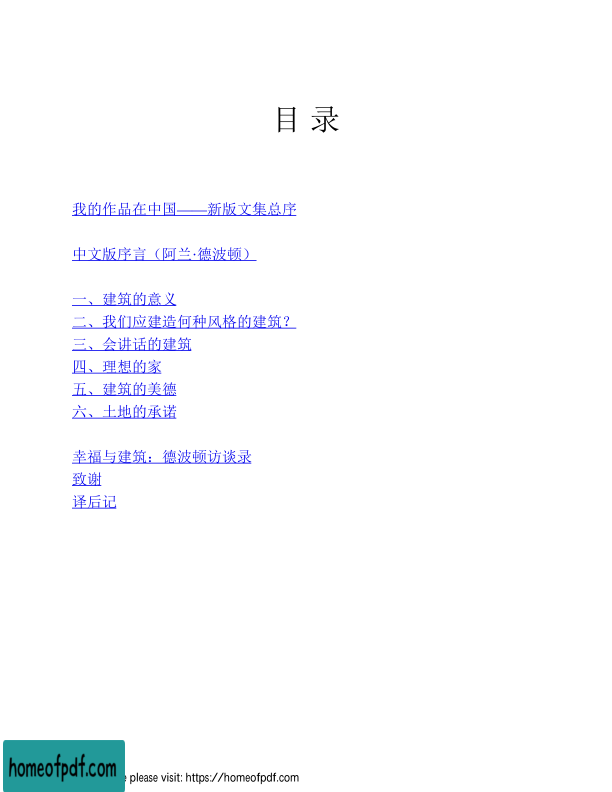 目 录
我的作品在中国——新版文集总序
中文版序言（阿兰·德波顿）
一、建筑的意义
二、我们应建造何种风格的建筑？
三、会讲话的建筑
四、理想的家
五、建筑的美德
六、土地的承诺
幸福与建筑：德波顿访谈录
致谢
译后记
homeofpdf.com
please visit: https://homeofpdf.com